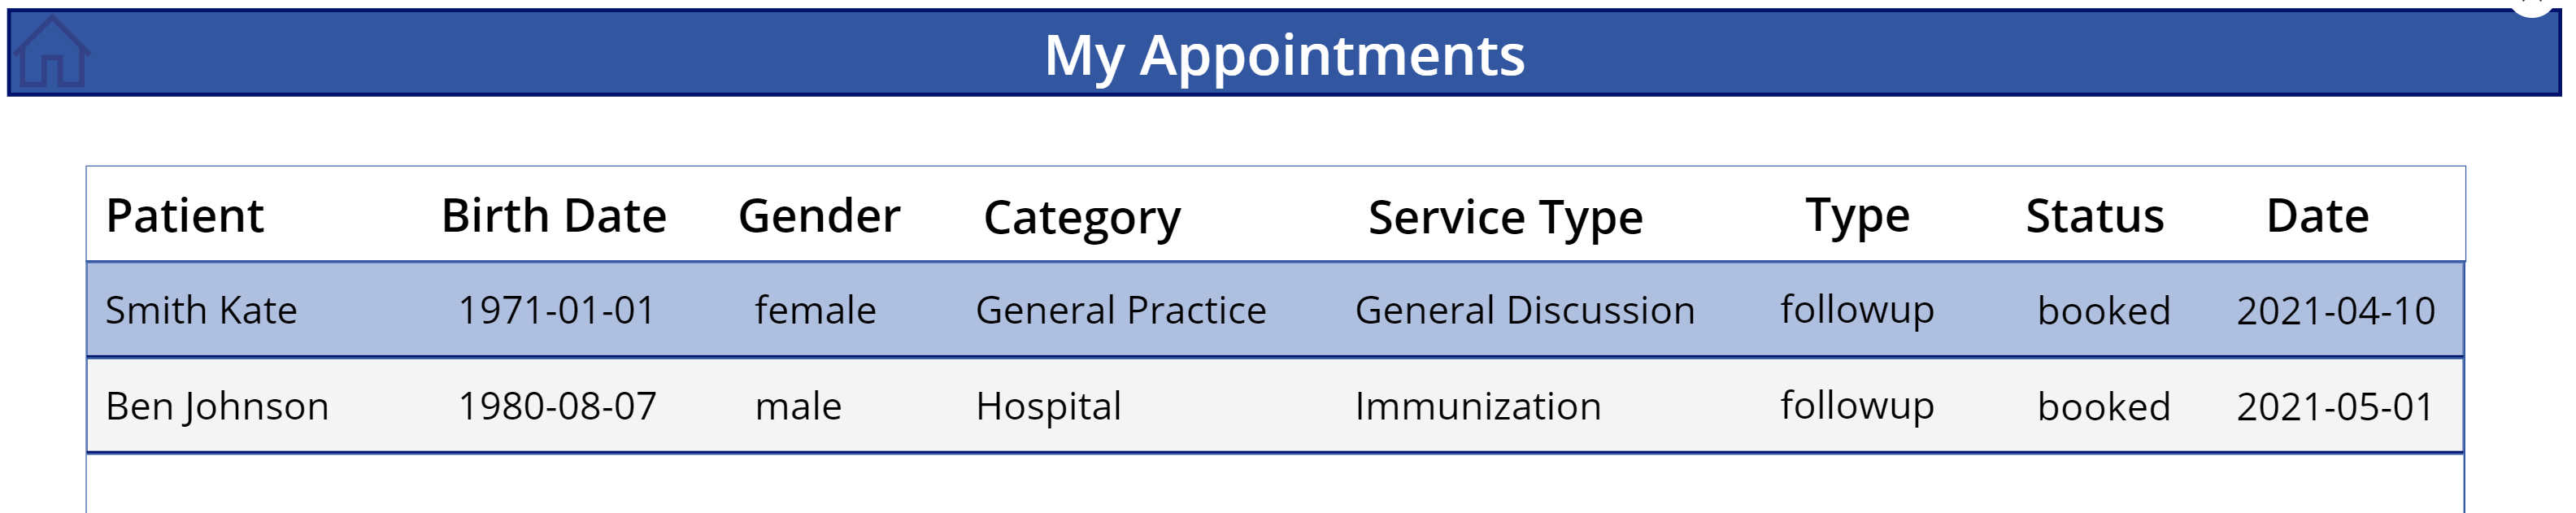 My Appointments
Patient Birth Date Gender Category Service Type Type Status Date
Smith Kate 1971-01-01 female General Practice General Discussion followup booked 2021-04-10
Ben Johnson 1980-08-07 male Hospital Immunization followup booked 2021-05-01